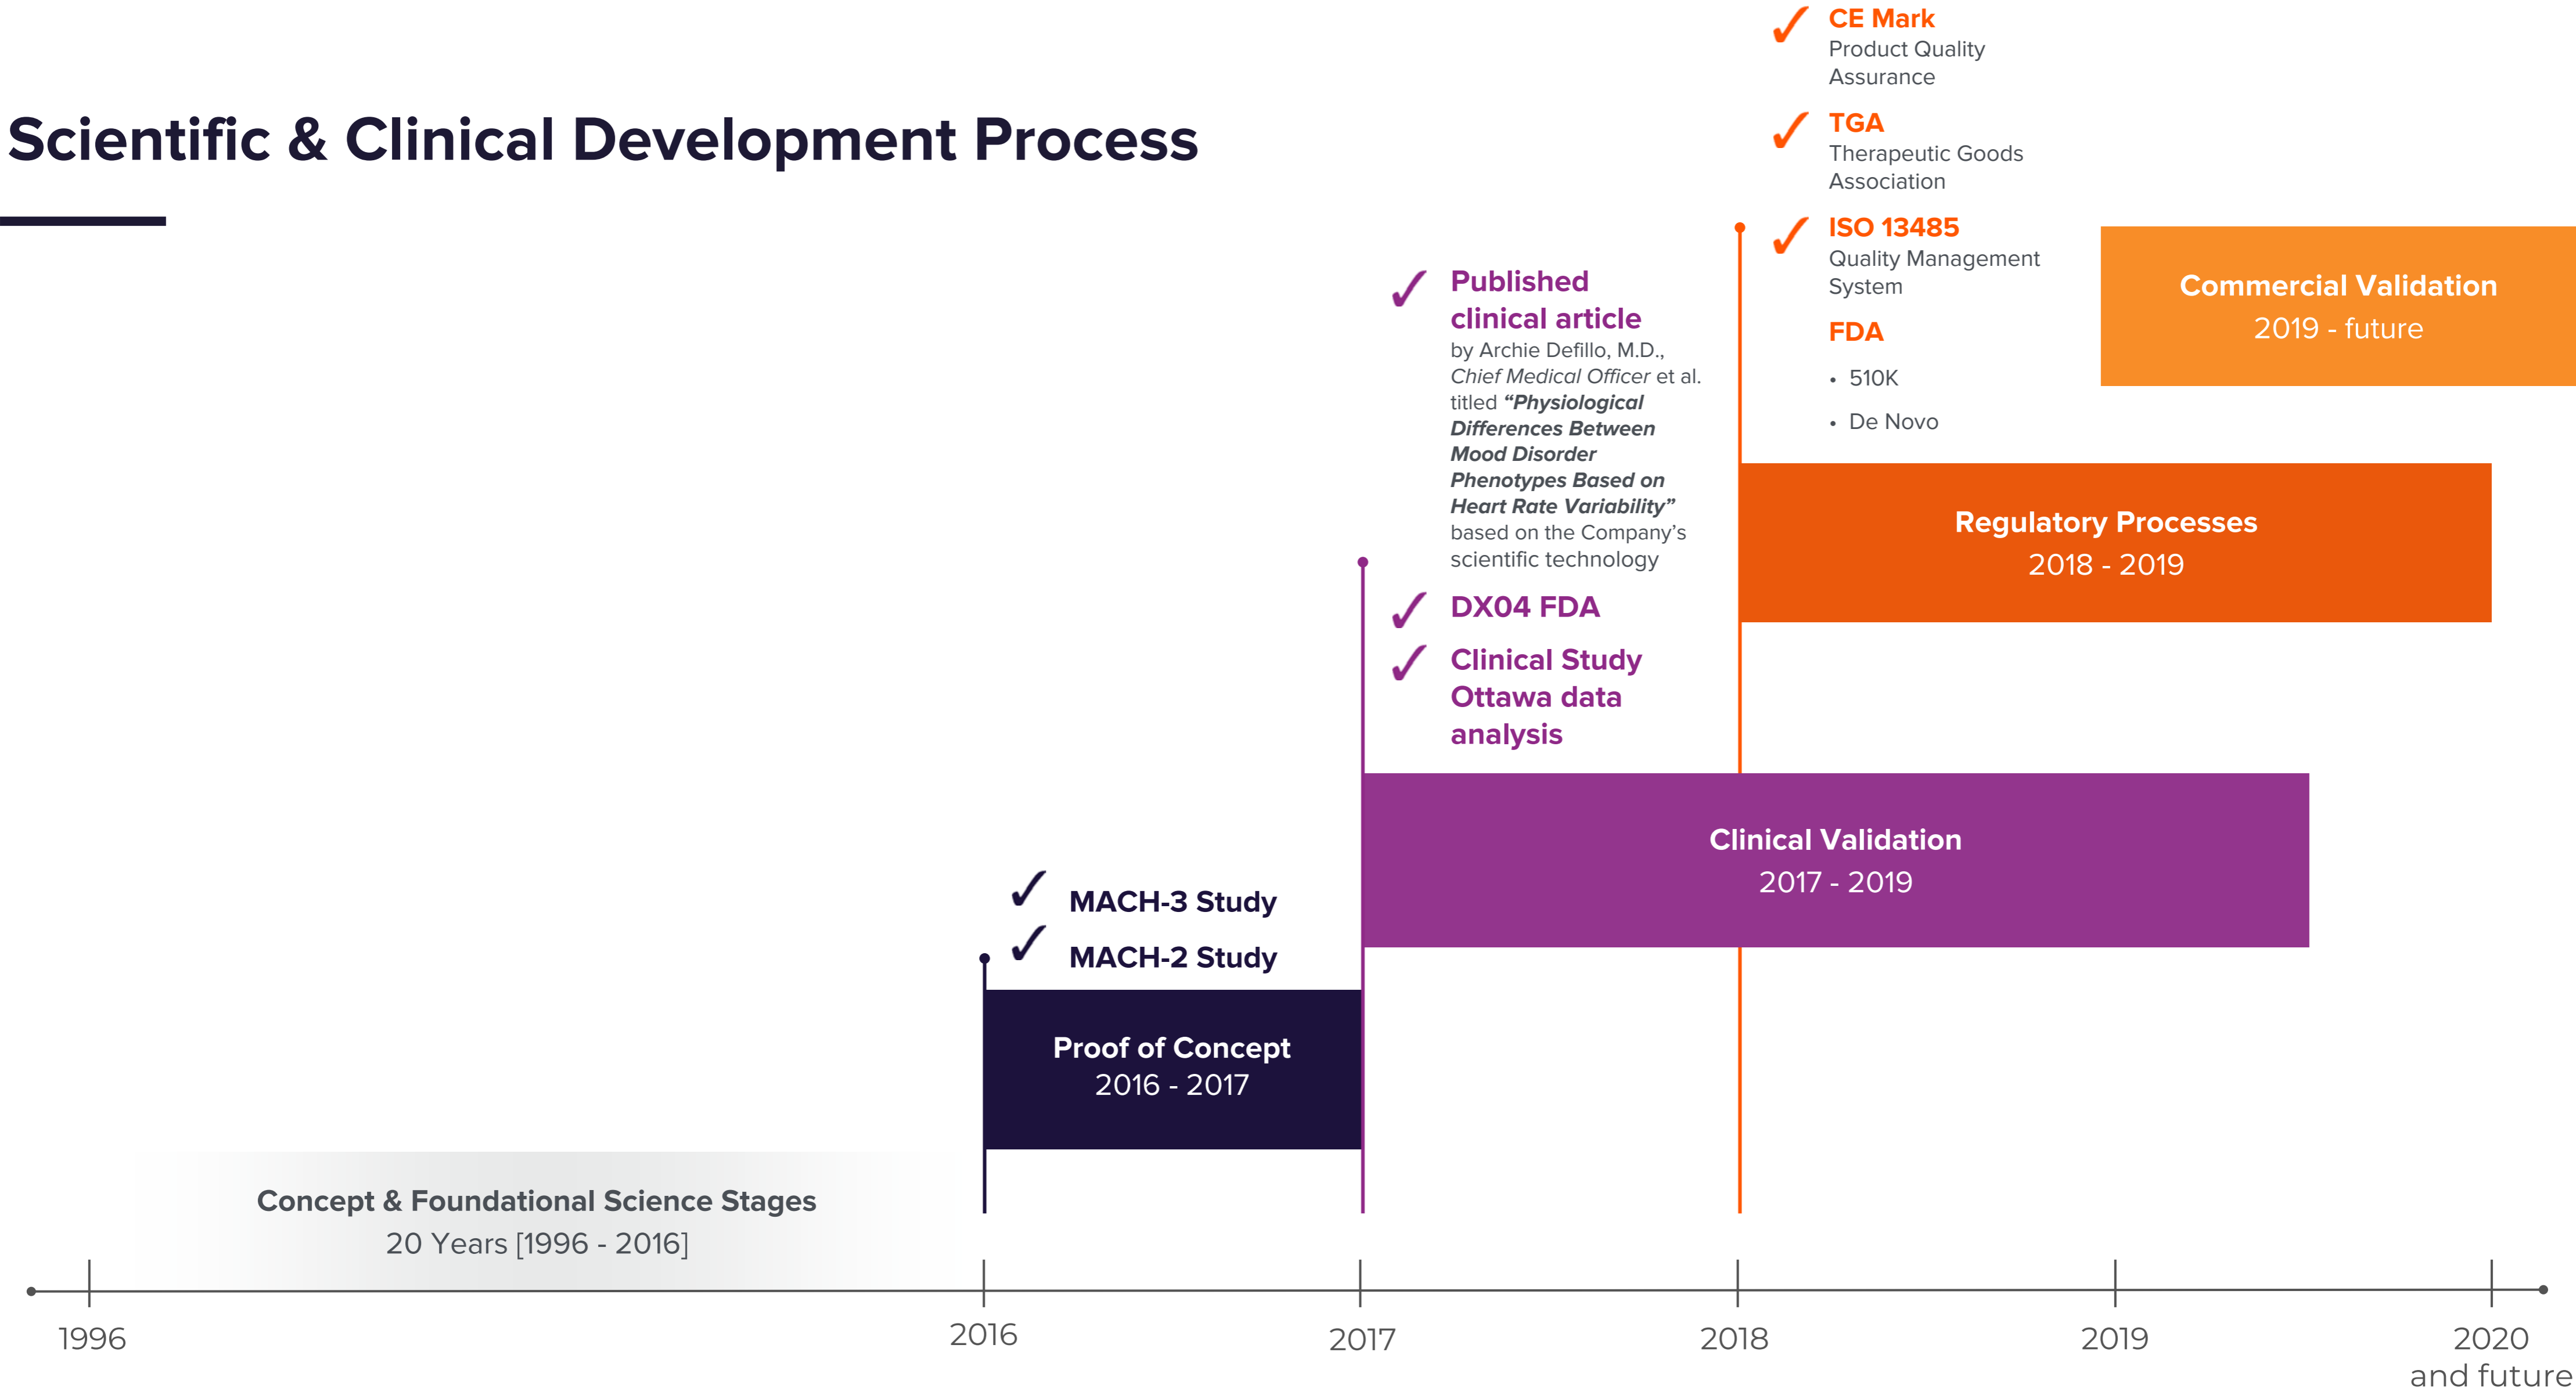 Scientific & Clinical Development Process
CE Mark
Product Quality
Assurance
TGA
Therapeutic Goods
Association
ISO 13485
Quality Management
System
FDA
• 510K
• De Novo
Commercial Validation
2019 - future
Published
clinical article
by Archie Defillo, M.D.,
Chief Medical Officer et al.
titled “Physiological
Differences Between
Mood Disorder
Phenotypes Based on
Heart Rate Variability”
based on the Company’s
scientific technology
DX04 FDA
Clinical Study
Ottawa data
analysis
Regulatory Processes
2018 - 2019
Clinical Validation
2017 - 2019
MACH-3 Study
MACH-2 Study
Proof of Concept
2016 - 2017
Concept & Foundational Science Stages
20 Years [1996 - 2016]
1996
2016
2017
2018
2019
2020
and future